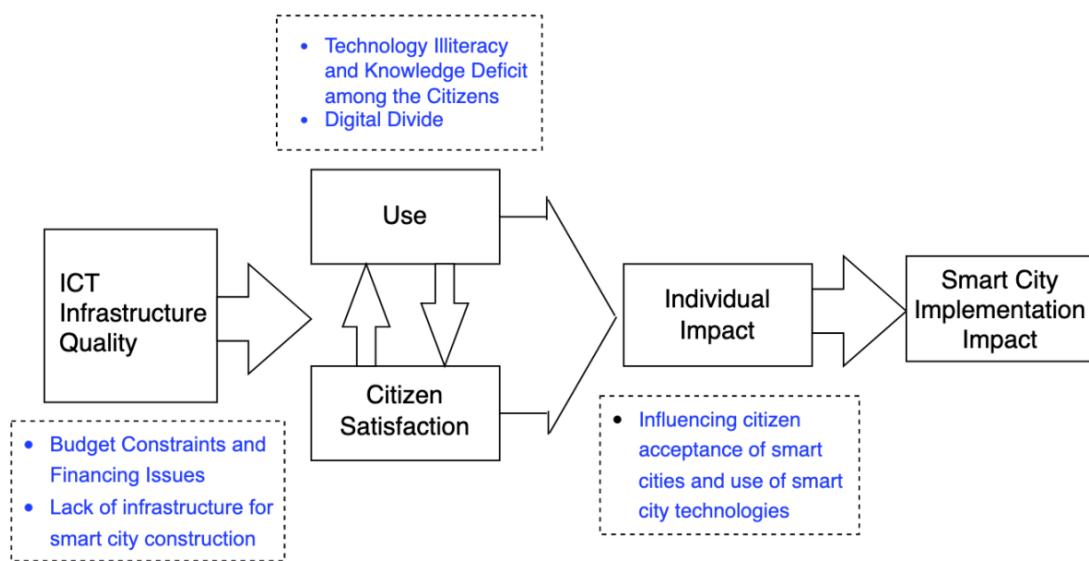 • Technology Illiteracy
and Knowledge Deficit
among the Citizens
• Digital Divide
Use
ICT
Infrastructure
Quality
Citizen
Satisfaction
Individual
Impact
Smart City
Implementation
Impact
• Budget Constraints and
Financing Issues
• Lack of infrastructure for
smart city construction
• Influencing citizen
acceptance of smart
cities and use of smart
city technologies